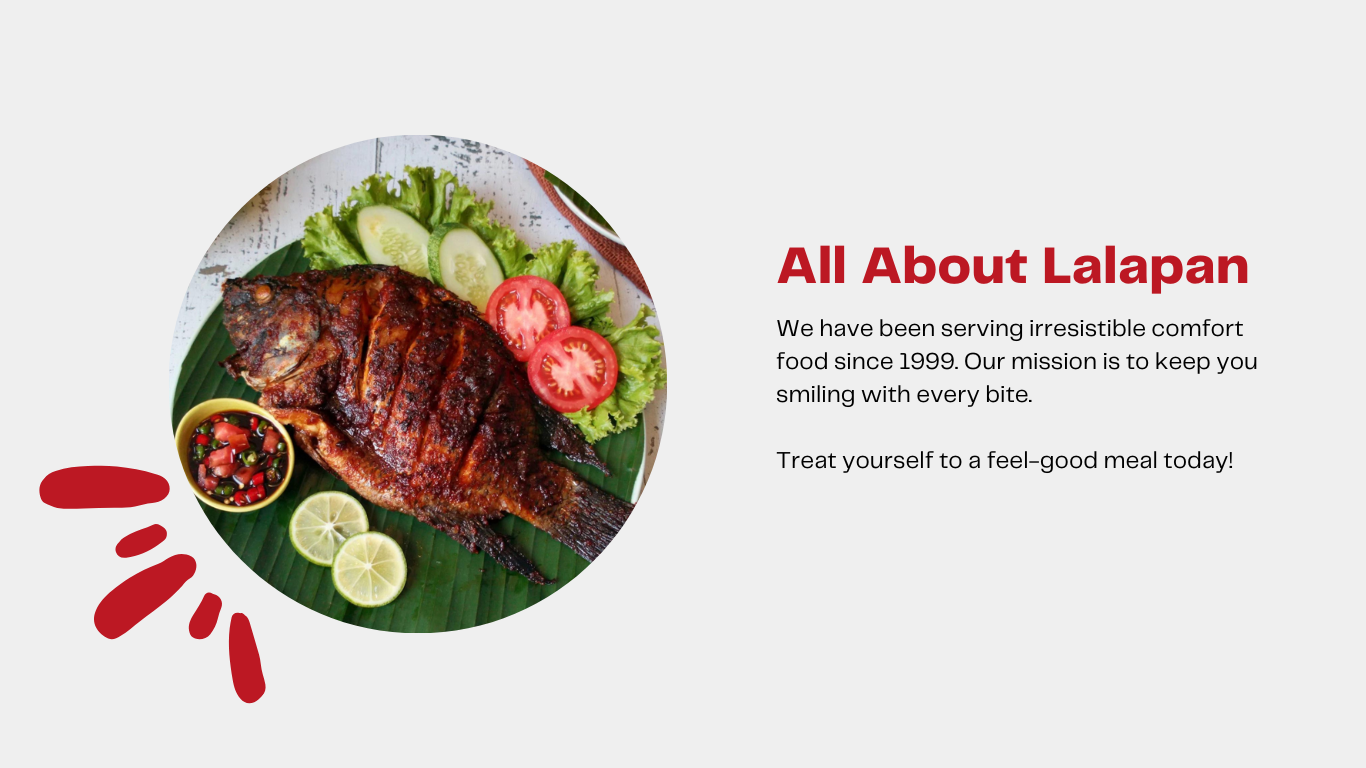 All About Lalapan
We have been serving irresistible comfort
food since 1999. Our mission is to keep you
smiling with every bite.
Treat yourself to a feel-good meal today!